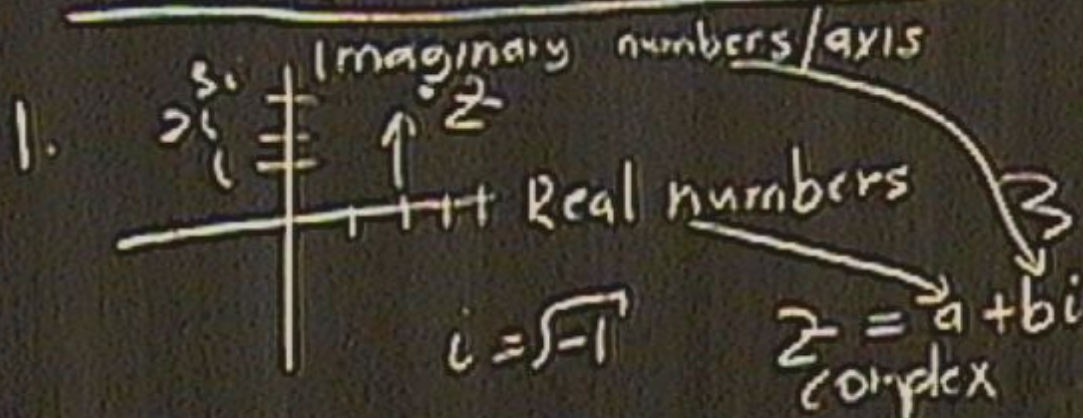 Imaginary numbers/axis
3i
2i
i
z
1.
Real numbers
i = √-1
z = a + bi
complex